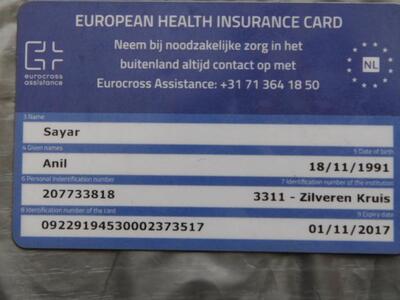 EUROPEAN HEALTH INSURANCE CARD
Neem bij noodzakelijke zorg in het
buitenland altijd contact op met
Eurocross Assistance: +31 71 364 18 50
eurocross
assistance
NL
3 Name
Sayar
4 Given names
5 Date of birth
Anil
18/11/1991
6 Personal Indentification number
7 Identification number of the institution
207733818
3311 - Zilveren Kruis
8 Identification number of the card
9 Expiry date
09229194530002373517
01/11/2017